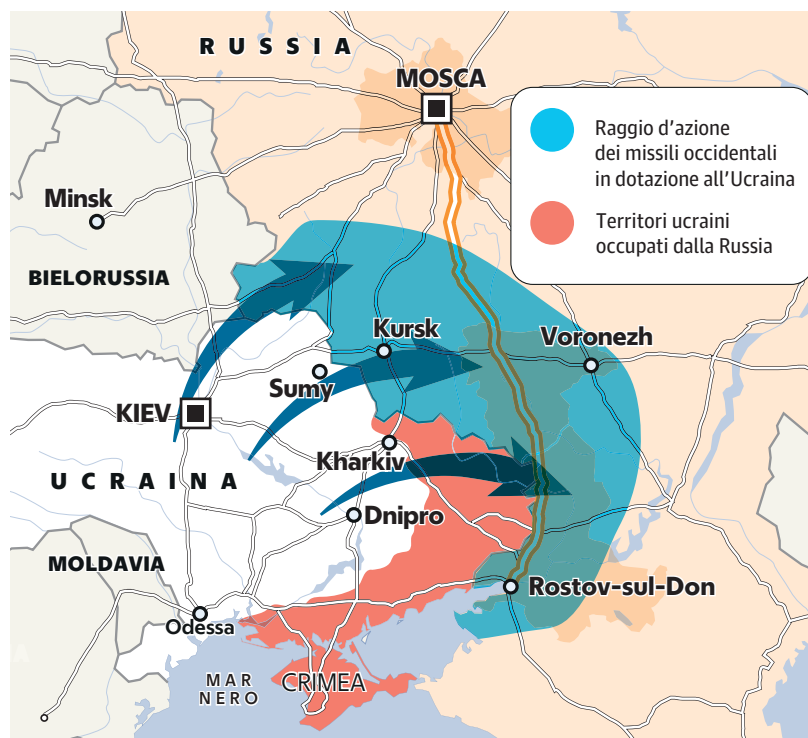 RUSSIA
MOSCA
Raggio d'azione
dei missili occidentali
in dotazione all'Ucraina
Territori ucraini
occupati dalla Russia
Minsk
BIELORUSSIA
Kursk
Voronezh
Sumy
KIEV
Kharkiv
UCRAINA
Dnipro
MOLDAVIA
Rostov-sul-Don
Odessa
MAR
NERO
CRIMEA